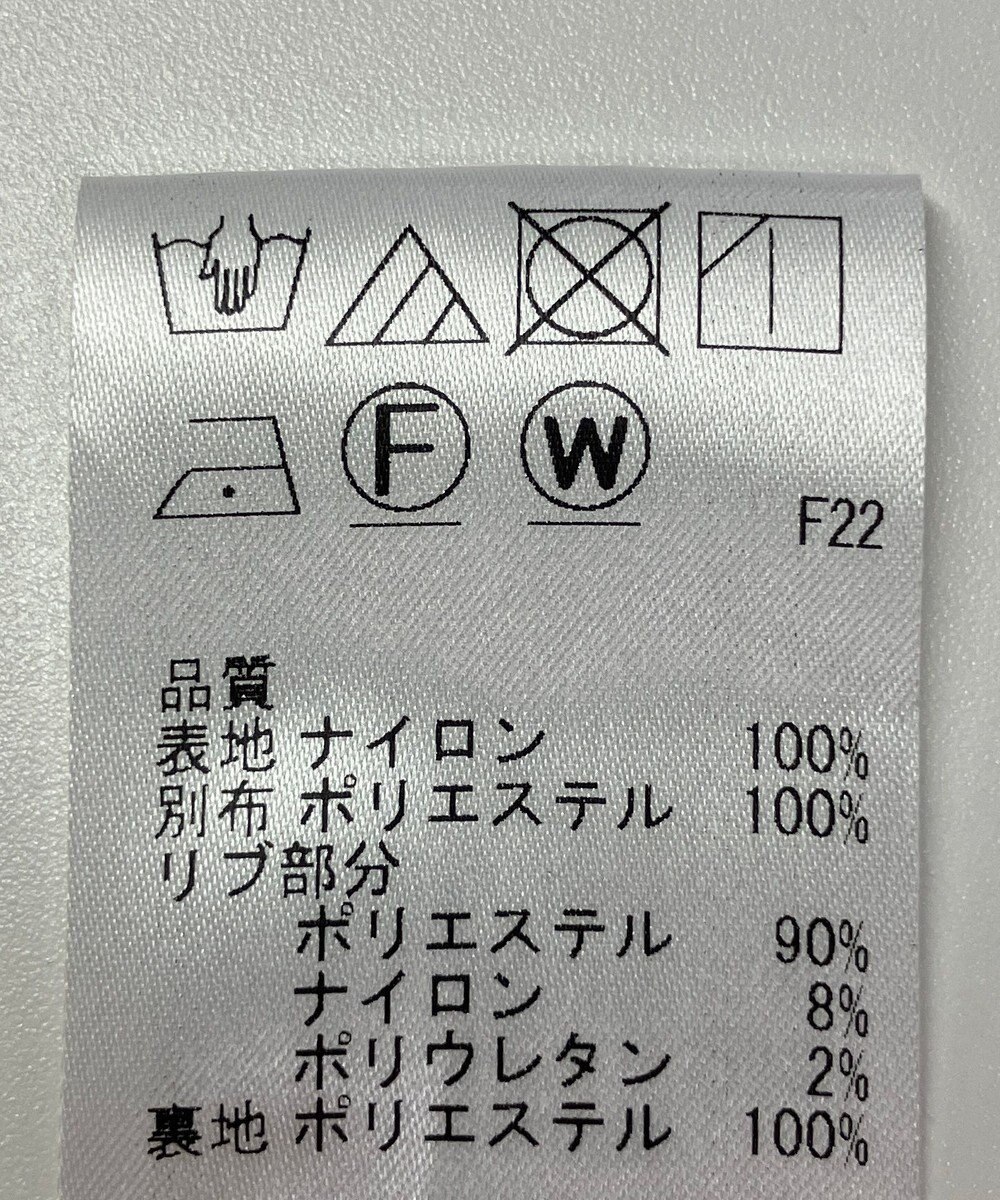 F W
F22
品質
表地 ナイロン 100%
別布 ポリエステル 100%
リブ部分
ポリエステル 90%
ナイロン 8%
ポリウレタン 2%
裏地 ポリエステル 100%